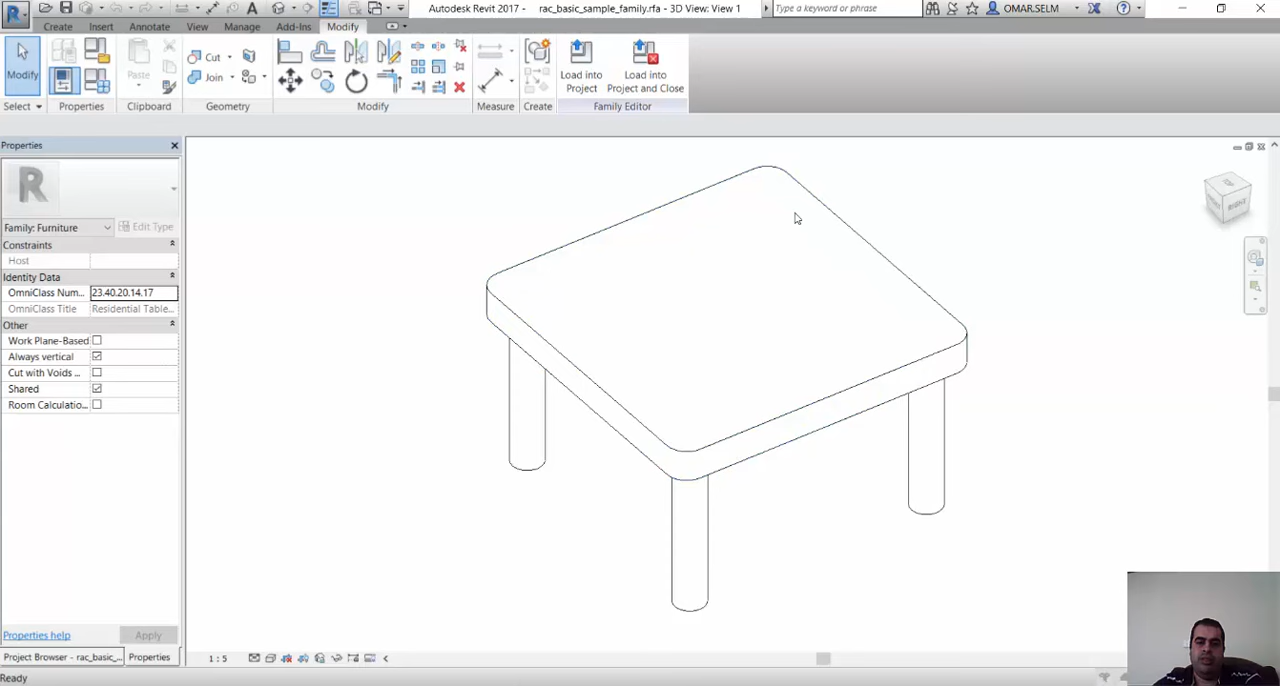 Autodesk Revit 2017 - rac_basic_sample_family.rfa - 3D View: View 1
Type a keyword or phrase
OMAR.SELM
Create Insert Annotate View Manage Add-Ins Modify
Modify
Paste
Cut
Join
Load into
Project
Load into
Project and Close
Select Properties Clipboard Geometry Modify Measure Create Family Editor
Properties
R
Family: Furniture
Edit Type
Constraints
Host
Identity Data
OmniClass Num... 23.40.20.14.17
OmniClass Title Residential Table...
Other
Work Plane-Based
Always vertical
Cut with Voids ...
Shared
Room Calculatio...
RIGHT
Properties help
Apply
Project Browser - rac_basic_... Properties
1 : 5
Ready